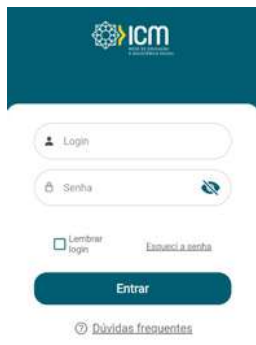 ICM
Login
Senha
Lembrar
login
Esqueci a senha
Entrar
Dúvidas frequentes